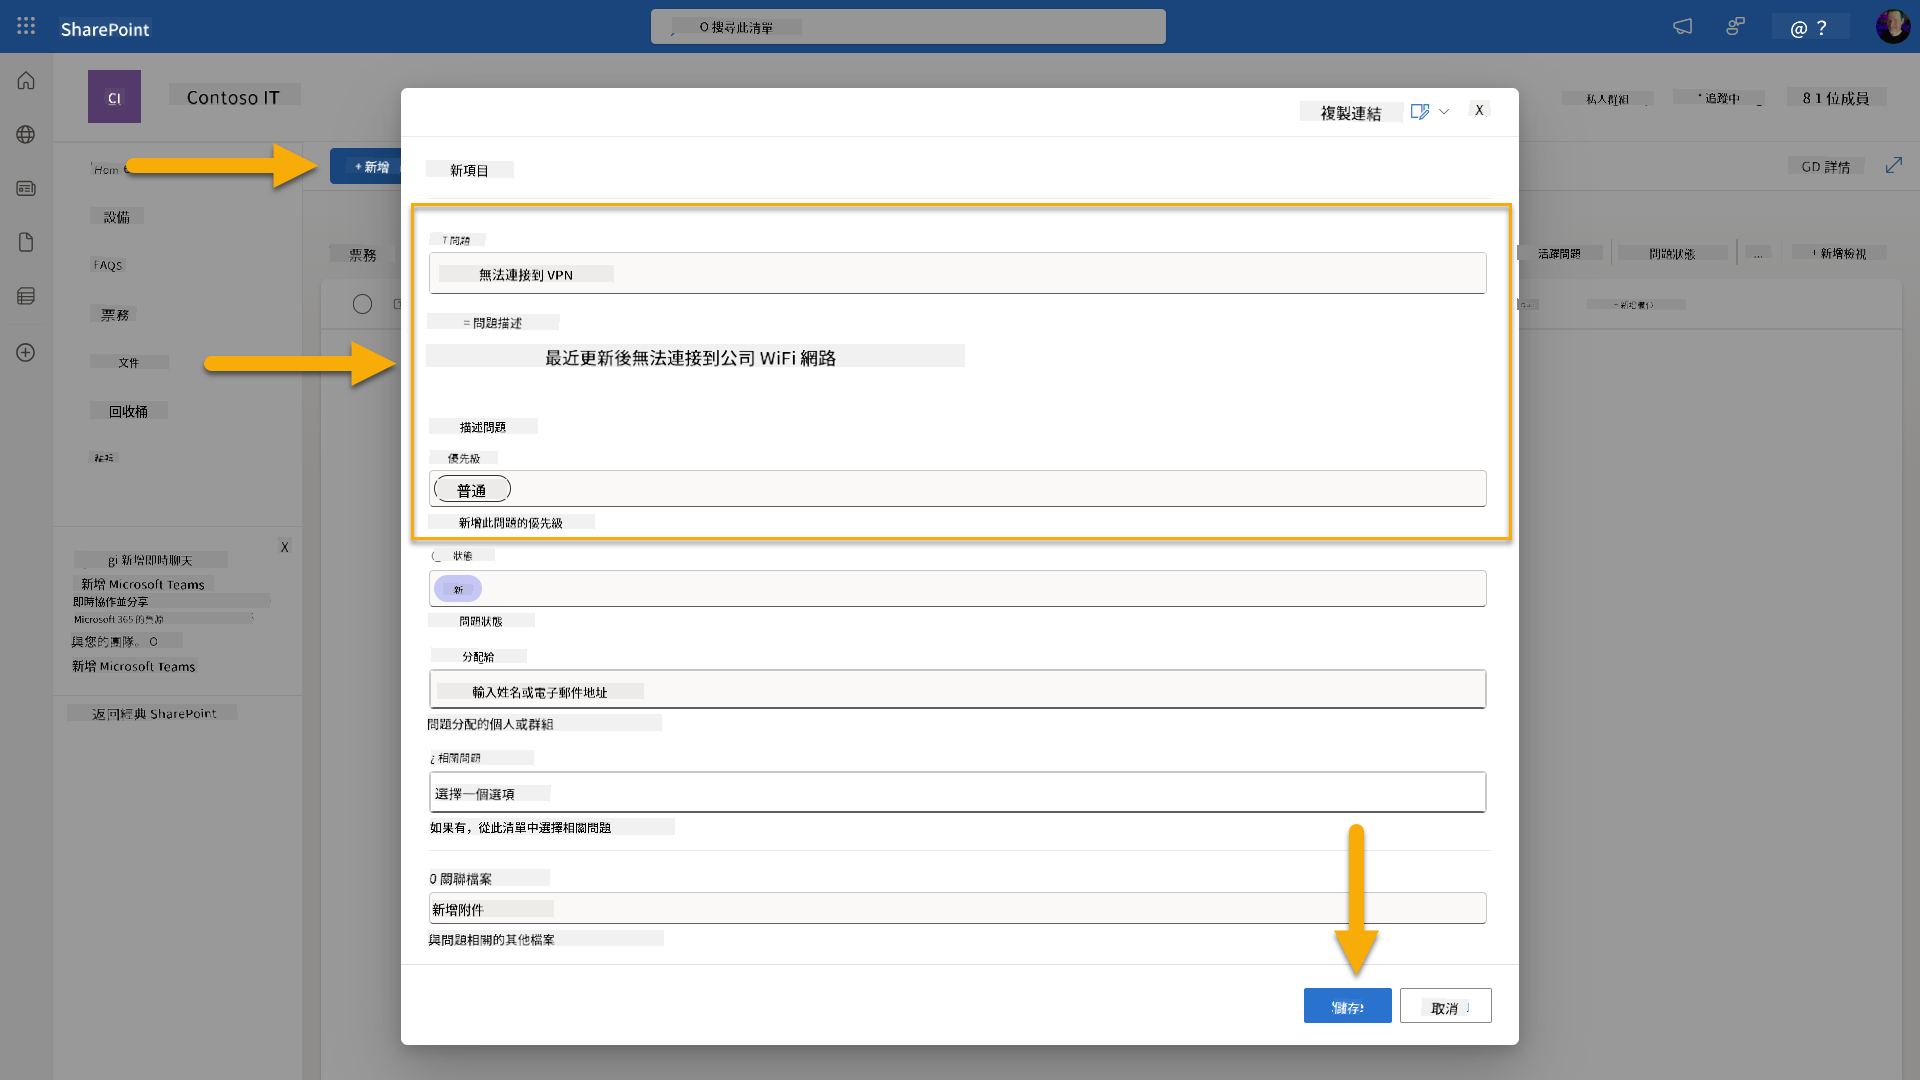 SharePoint
O 搜尋此清單
@ ?
CI
Contoso IT
私人群組
* 追蹤中
8 1 位成員
Hom
+ 新增
GD 詳情
設備
FAQS
票務
文件
回收桶
票務
活躍問題
問題狀態
...
+ 新增檢視
+ 新增欄位
複製連結
X
新項目
T 問題
無法連接到 VPN
= 問題描述
最近更新後無法連接到公司 WiFi 網路
描述問題
優先級
普通
新增此問題的優先級
狀態
新
問題狀態
分配給
輸入姓名或電子郵件地址
問題分配的個人或群組
¿ 相關問題
選擇一個選項
如果有，從此清單中選擇相關問題
0 關聯檔案
新增附件
與問題相關的其他檔案
儲存
取消
X
gi 新增即時聊天
新增 Microsoft Teams
即時協作並分享
Microsoft 365 的資源
與您的團隊。 O
新增 Microsoft Teams
返回經典 SharePoint